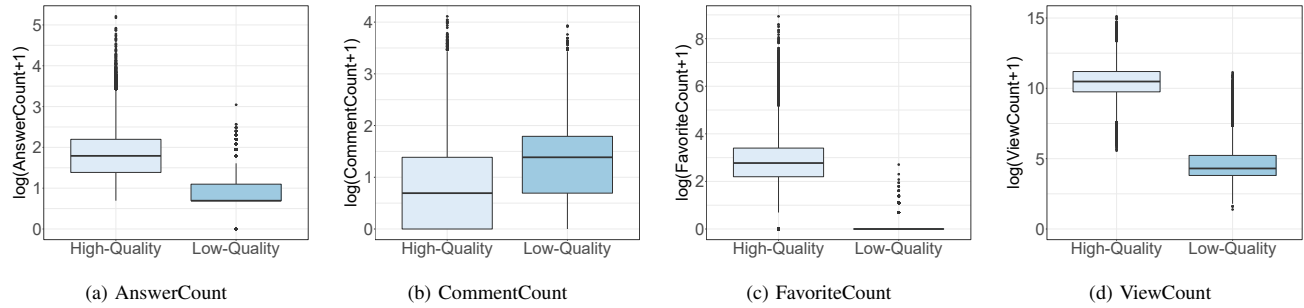 log(AnswerCount+1)
5
4
3
2
1
0
High-Quality Low-Quality
(a) AnswerCount
log(CommentCount+1)
4
3
2
1
0
High-Quality Low-Quality
(b) CommentCount
log(FavoriteCount+1)
8
6
4
2
0
High-Quality Low-Quality
(c) FavoriteCount
log(ViewCount+1)
15
10
5
0
High-Quality Low-Quality
(d) ViewCount